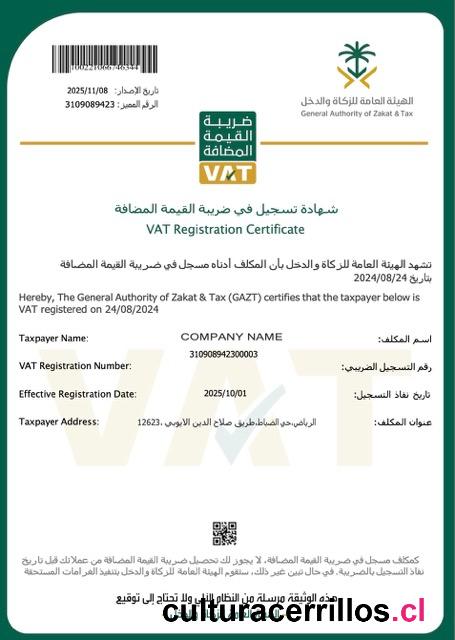 100221066746344
تاريخ الإصدار: 2025/11/08
الرقم المميز: 3109089423
الهيئة العامة للزكاة والدخل
General Authority of Zakat & Tax
ضريبة
القيمة
المضافة
VAT
شهادة تسجيل في ضريبة القيمة المضافة
VAT Registration Certificate
تشهد الهيئة العامة للزكاة والدخل بأن المكلف أدناه مسجل في ضريبة القيمة المضافة
بتاريخ 2024/08/24
Hereby, The General Authority of Zakat & Tax (GAZT) certifies that the taxpayer below is
VAT registered on 24/08/2024
Taxpayer Name: COMPANY NAME اسم المكلف:
VAT Registration Number: 310908942300003 رقم التسجيل الضريبي:
Effective Registration Date: 2025/10/01 تاريخ نفاذ التسجيل:
Taxpayer Address: الرياض،حي الضباط،طريق صلاح الدين الايوبي ،12623 عنوان المكلف:
VAT
كمكلف مسجل في ضريبة القيمة المضافة، لا يجوز لك تحصيل ضريبة القيمة المضافة من عملائك قبل تاريخ
نفاذ التسجيل بالضريبة. في حال تبين غير ذلك، ستقوم الهيئة العامة للزكاة والدخل بتنفيذ الغرامات المستحقة
هذه الوثيقة مرسلة من النظام الآلي ولا تحتاج إلى توقيع
culturacerrillos.cl